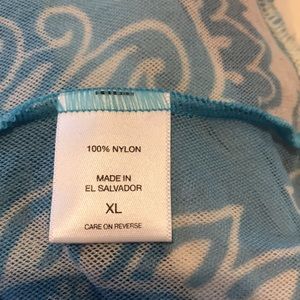 100% NYLON
MADE IN
EL SALVADOR
XL
CARE ON REVERSE